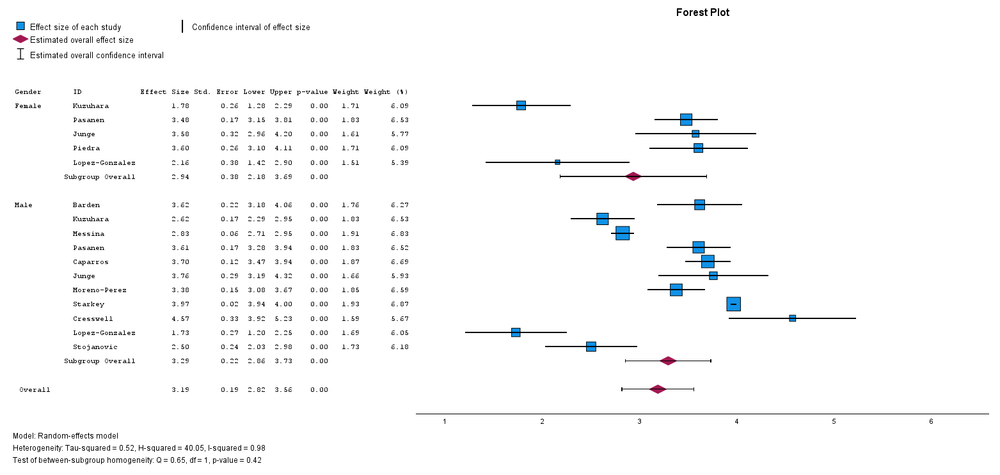 Forest Plot
Effect size of each study Confidence interval of effect size
Estimated overall effect size
Estimated overall confidence interval
Gender ID Effect Size Std. Error Lower Upper p-value Weight Weight (%)
Female Kuzuhara 1.78 0.26 1.28 2.29 0.00 1.71 6.09
Pasanen 3.48 0.17 3.15 3.81 0.00 1.83 6.53
Junge 3.58 0.32 2.96 4.20 0.00 1.61 5.77
Piedra 3.60 0.26 3.10 4.11 0.00 1.71 6.09
Lopez-Gonzalez 2.16 0.38 1.42 2.90 0.00 1.51 5.39
Subgroup Overall 2.94 0.38 2.18 3.69 0.00
Male Barden 3.62 0.22 3.18 4.06 0.00 1.76 6.27
Kuzuhara 2.62 0.17 2.29 2.95 0.00 1.83 6.53
Messina 2.83 0.06 2.71 2.95 0.00 1.91 6.83
Pasanen 3.61 0.17 3.28 3.94 0.00 1.83 6.52
Caparros 3.70 0.12 3.47 3.94 0.00 1.87 6.69
Junge 3.76 0.29 3.19 4.32 0.00 1.66 5.93
Moreno-Perez 3.38 0.15 3.08 3.67 0.00 1.85 6.59
Starkey 3.97 0.02 3.94 4.00 0.00 1.93 6.87
Cresswell 4.57 0.33 3.92 5.23 0.00 1.59 5.67
Lopez-Gonzalez 1.73 0.27 1.20 2.25 0.00 1.69 6.05
Stojanovic 2.50 0.24 2.03 2.98 0.00 1.73 6.18
Subgroup Overall 3.29 0.22 2.86 3.73 0.00
Overall 3.19 0.19 2.82 3.56 0.00
1 2 3 4 5 6
Model: Random-effects model
Heterogeneity: Tau-squared = 0.52, H-squared = 40.05, I-squared = 0.98
Test of between-subgroup homogeneity: Q = 0.65, df = 1, p-value = 0.42